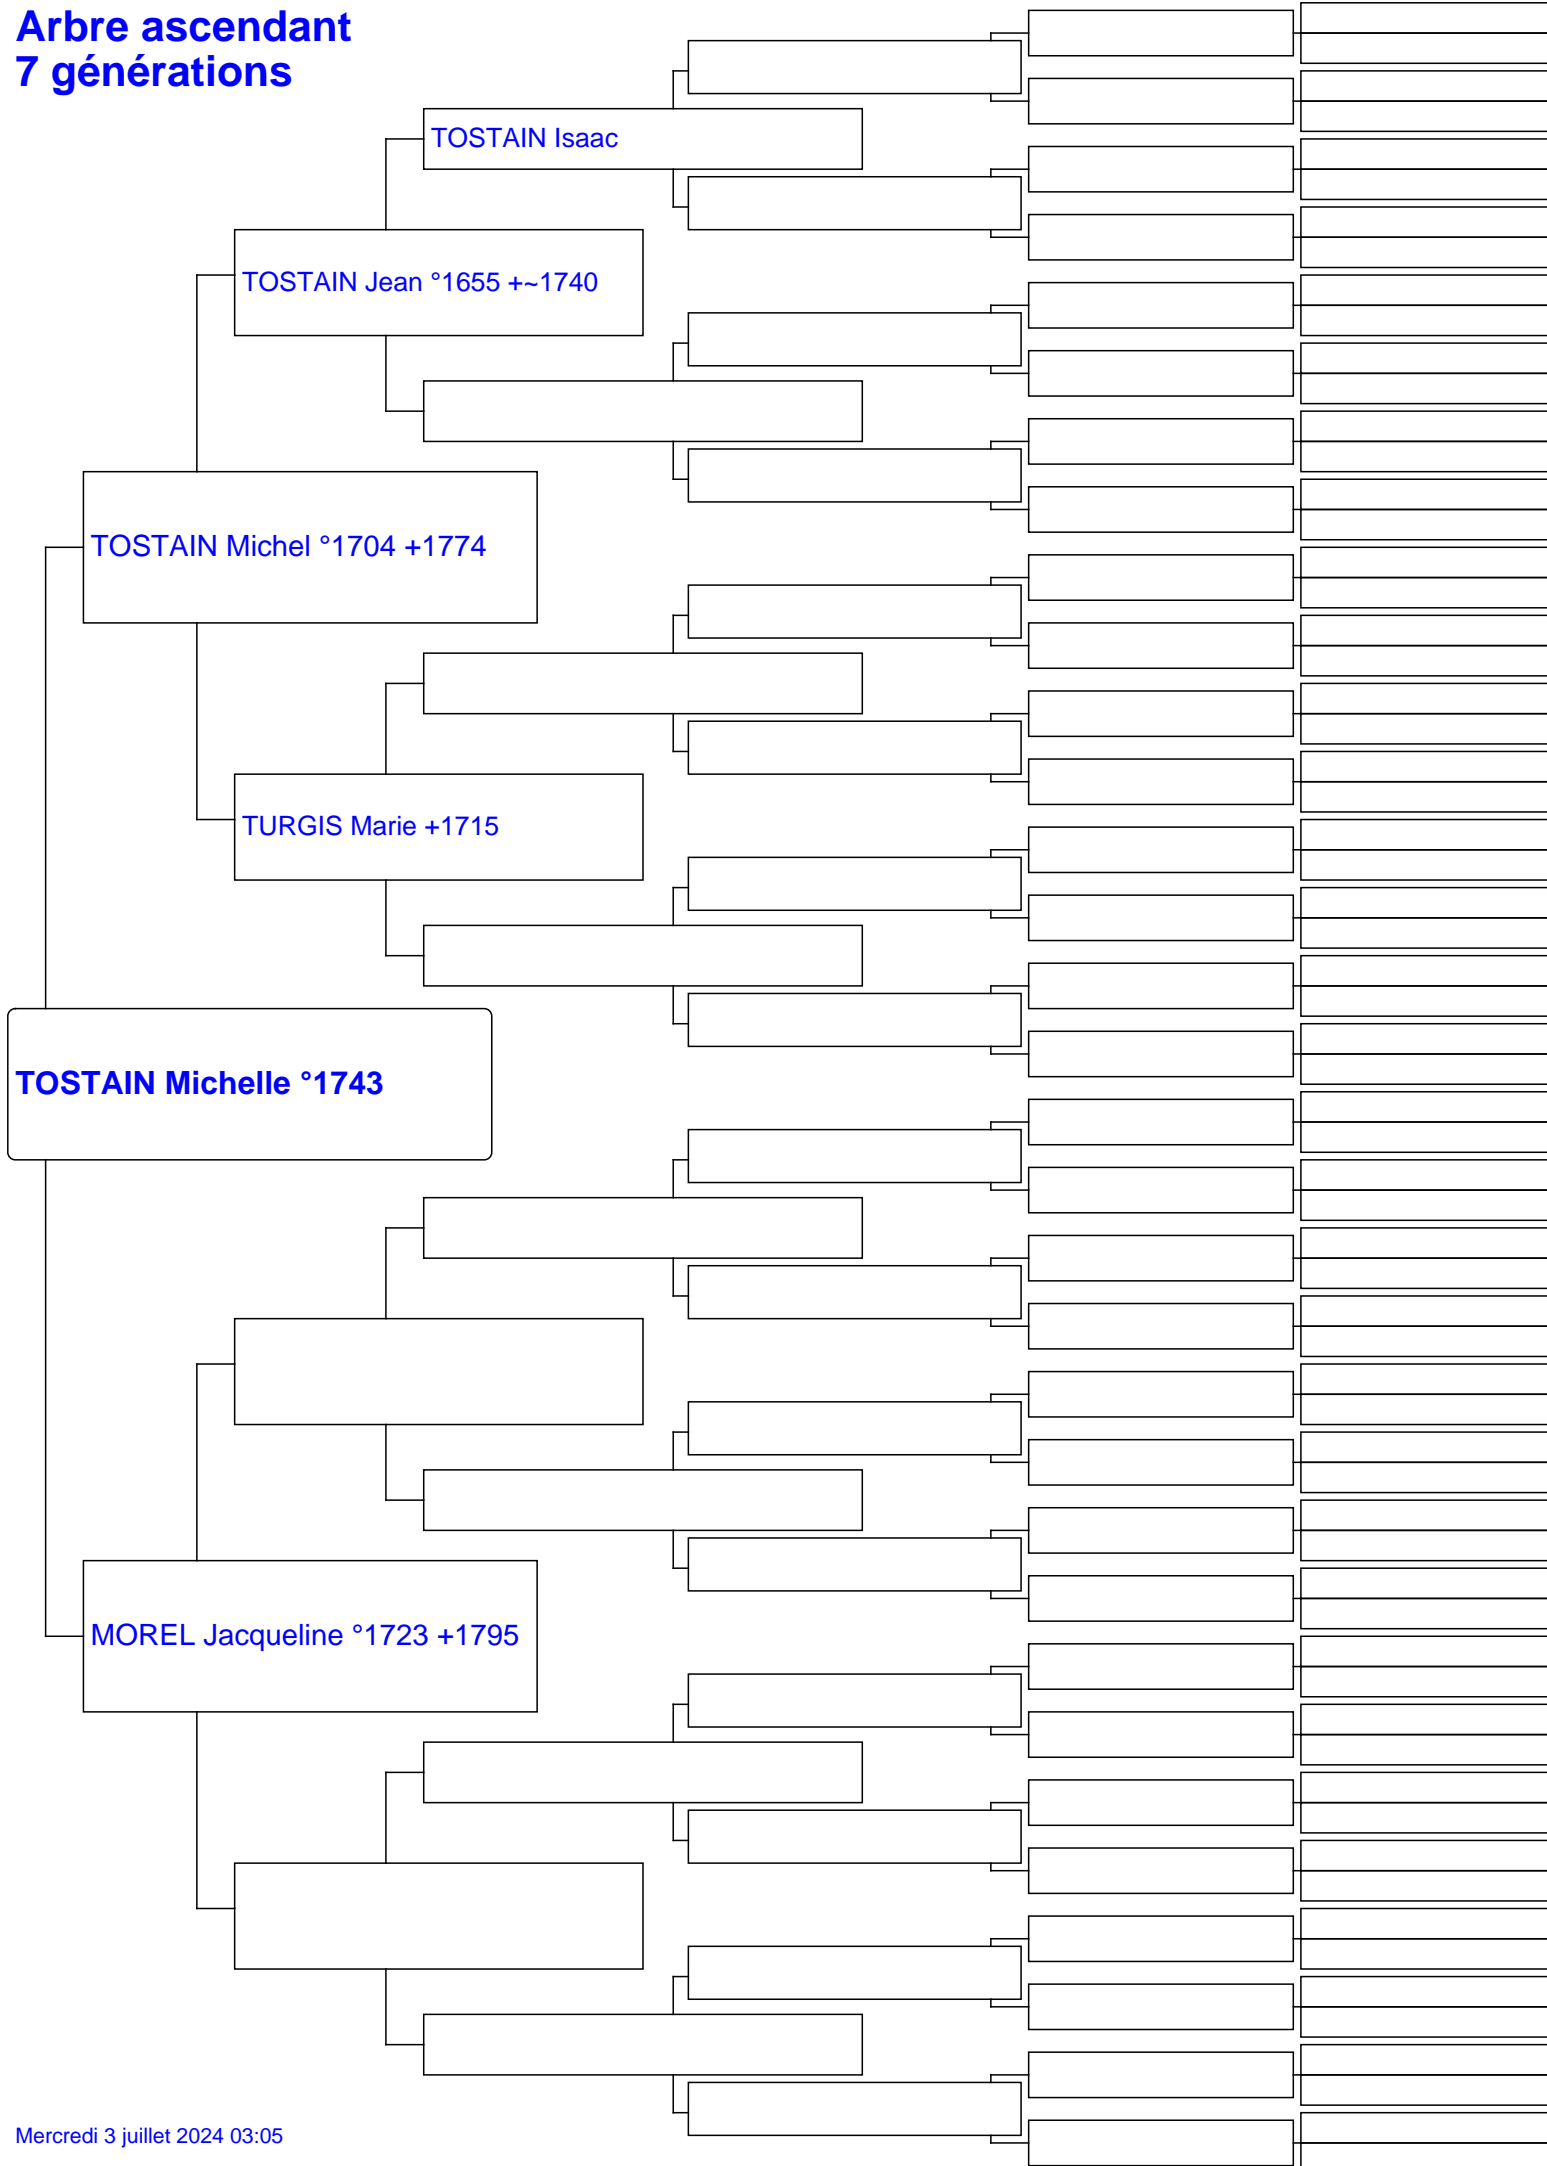 Arbre ascendant
7 générations
TOSTAIN Isaac
TOSTAIN Jean °1655 +~1740
TOSTAIN Michel °1704 +1774
TURGIS Marie +1715
TOSTAIN Michelle °1743
MOREL Jacqueline °1723 +1795
Mercredi 3 juillet 2024 03:05